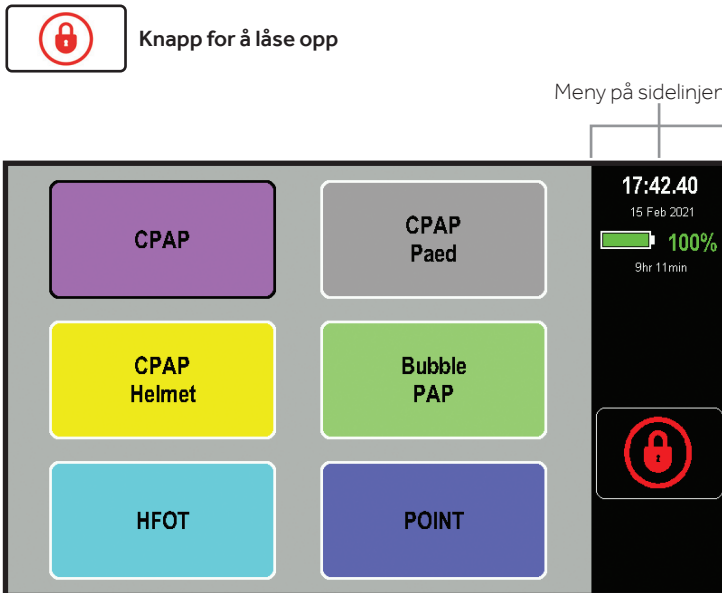 Knapp for å låse opp
Meny på sidelinjen
17:42.40
15 Feb 2021
100%
9hr 11min
CPAP
CPAP
Paed
CPAP
Helmet
Bubble
PAP
HFOT
POINT